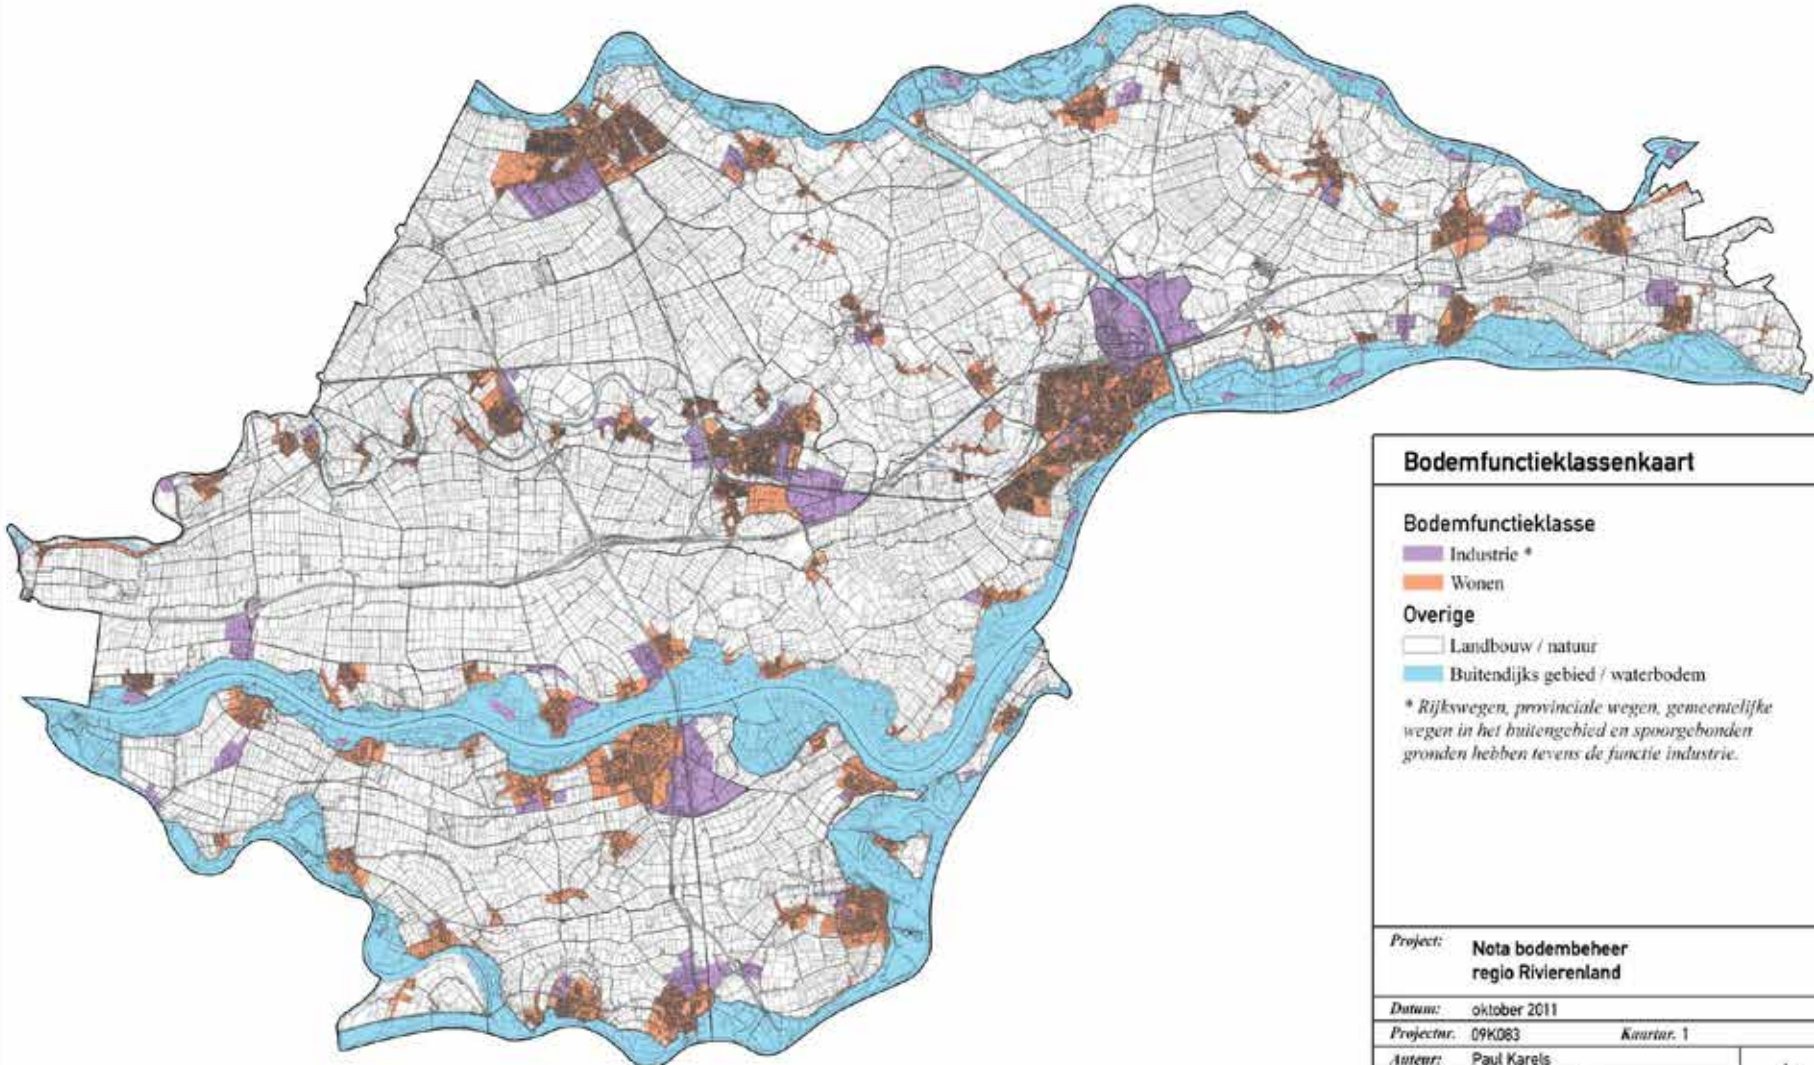 Bodemfunctieklassenkaart
Bodemfunctieklasse
Industrie *
Wonen
Overige
Landbouw / natuur
Buitendijks gebied / waterbodem
* Rijkswegen, provinciale wegen, gemeentelijke
wegen in het buitengebied en spoorgebonden
gronden hebben tevens de functie industrie.
Project: Nota bodembeheer
regio Rivierenland
Datum: oktober 2011
Projectnr. 09K083 Kaartnr. 1
Auteur: Paul Karels